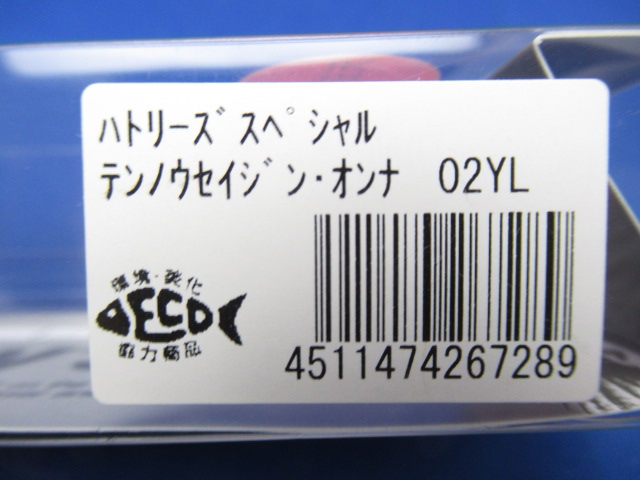 ハトリーズスペシャル
テンノウセイジン・オンナ 02YL
環境・美化
ECO
協力商品
4511474267289